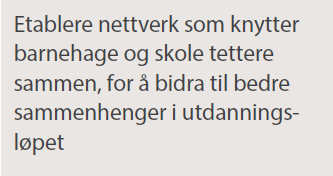 Etablere nettverk som knytter
barnehage og skole tettere
sammen, for å bidra til bedre
sammenhenger i utdannings-
løpet